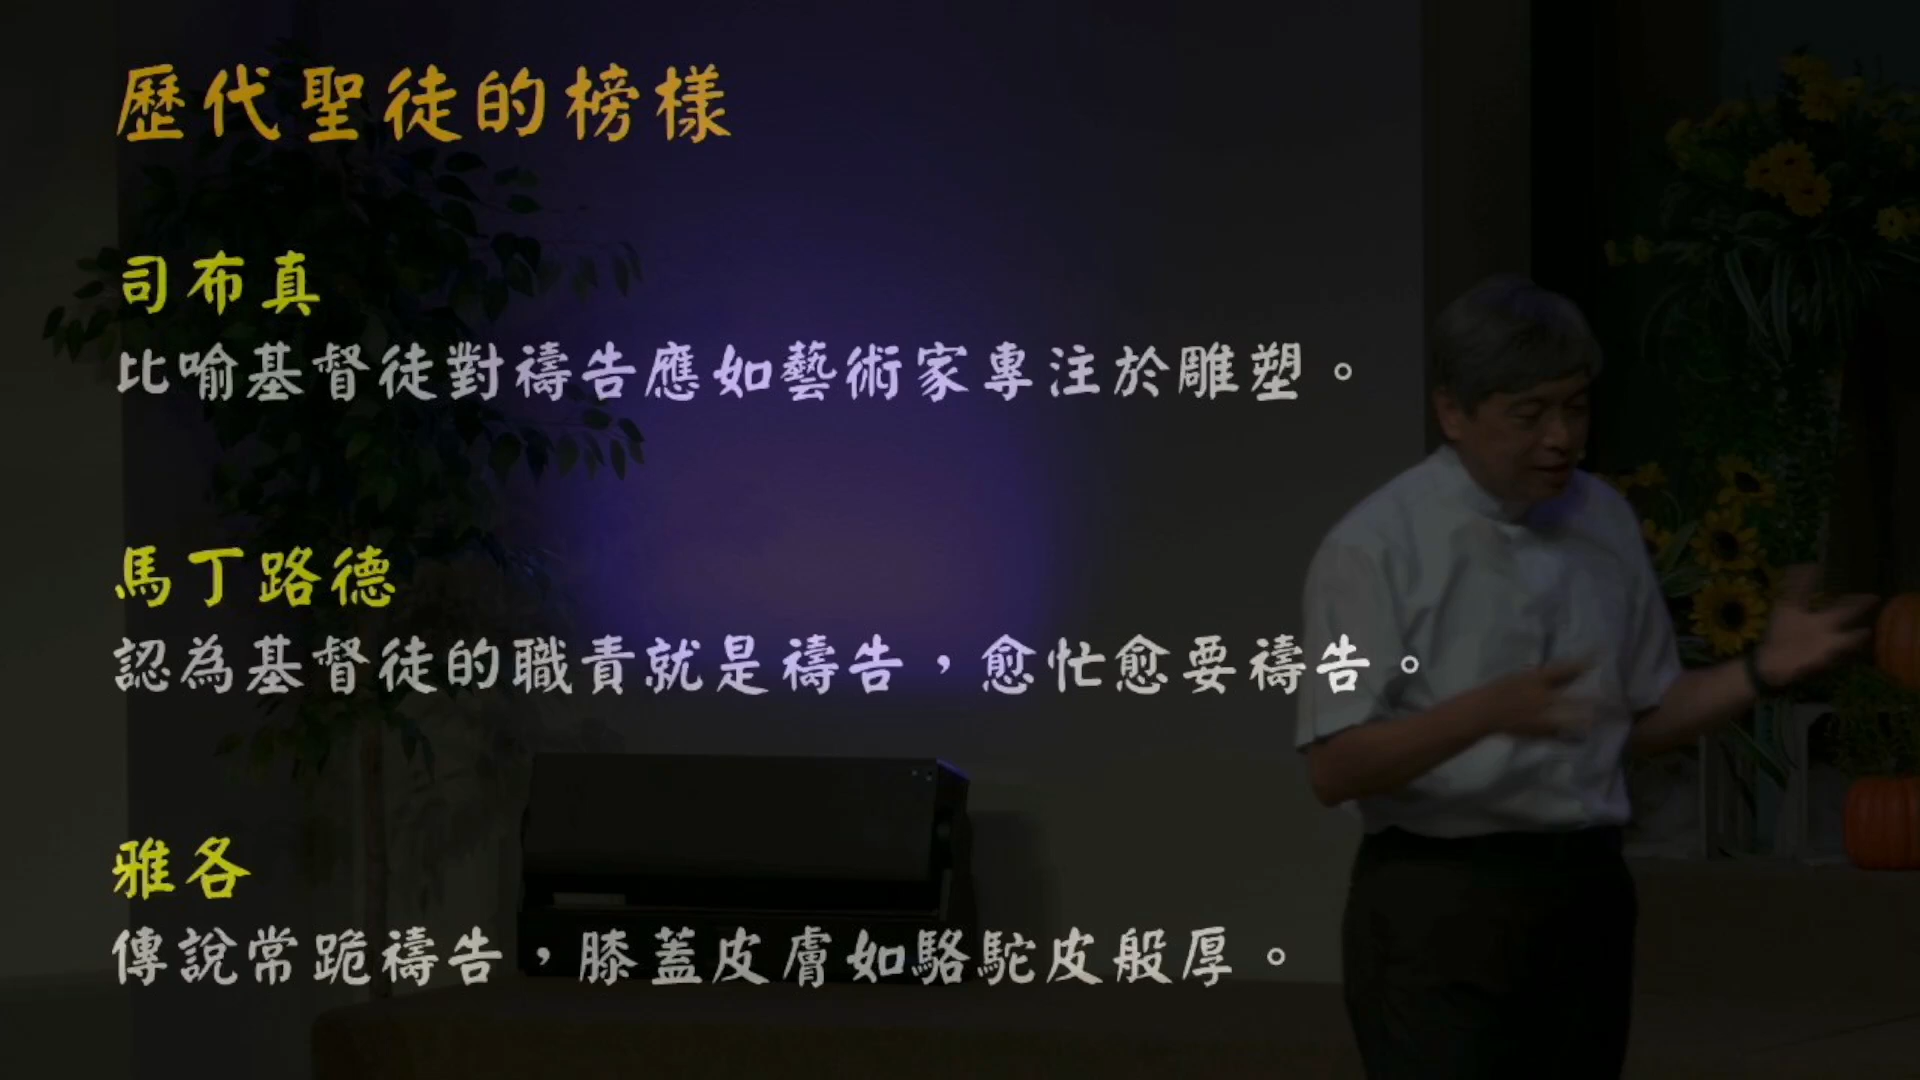 歷代聖徒的榜樣
司布真
比喻基督徒對禱告應如藝術家專注於雕塑。
馬丁路德
認為基督徒的職責就是禱告，愈忙愈要禱告。
雅各
傳說常跪禱告，膝蓋皮膚如駱駝皮般厚。